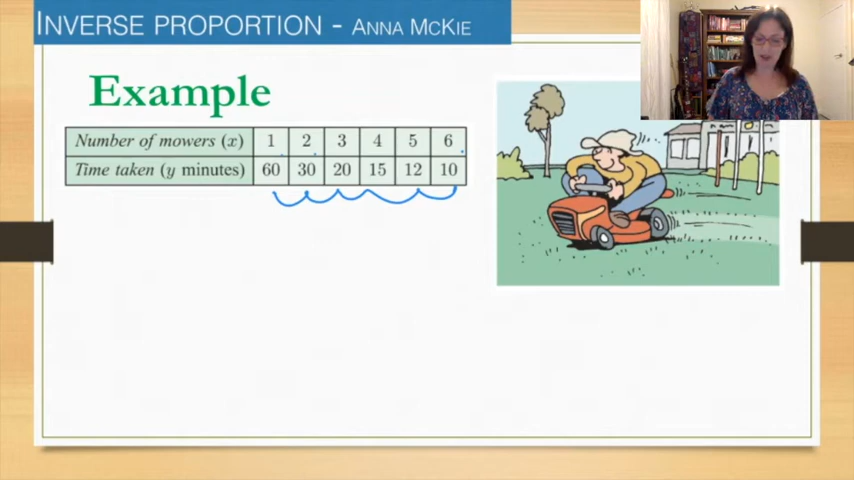 INVERSE PROPORTION - ANNA MCKIE
Example
Number of mowers (x) 1 2 3 4 5 6
Time taken (y minutes) 60 30 20 15 12 10